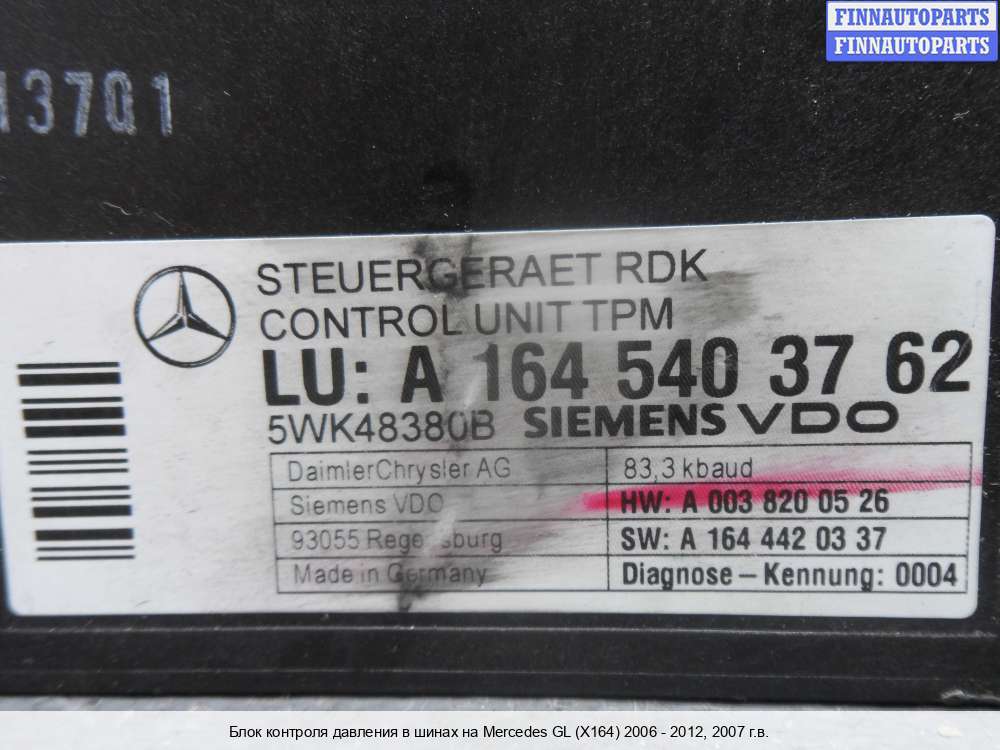 FINNAUTOPARTS
FINNAUTOPARTS
13701
STEUERGERAET RDK
CONTROL UNIT TPM
LU: A 164 540 37 62
5WK48380B SIEMENS VDO
DaimlerChrysler AG 83,3 kbaud
Siemens VDO HW: A 003 820 05 26
93055 Regensburg SW: A 164 442 03 37
Made in Germany Diagnose – Kennung: 0004
Блок контроля давления в шинах на Mercedes GL (X164) 2006 - 2012, 2007 г.в.